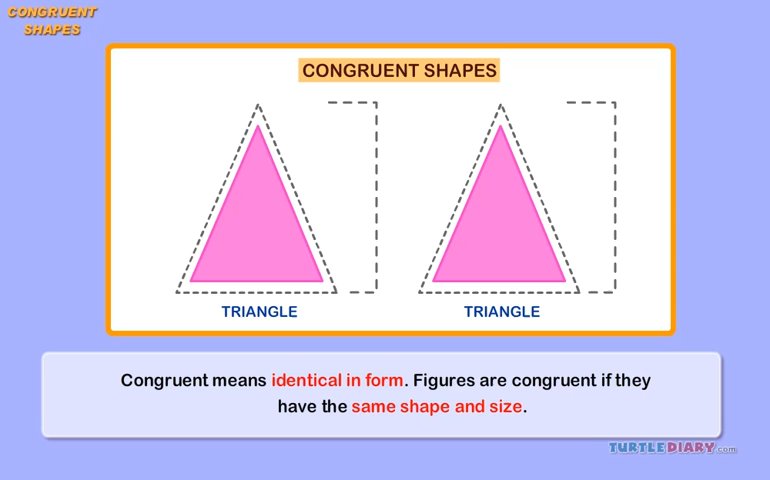 CONGRUENT
SHAPES
CONGRUENT SHAPES
TRIANGLE
TRIANGLE
Congruent means identical in form. Figures are congruent if they
have the same shape and size.
TURTLEDIARY.com